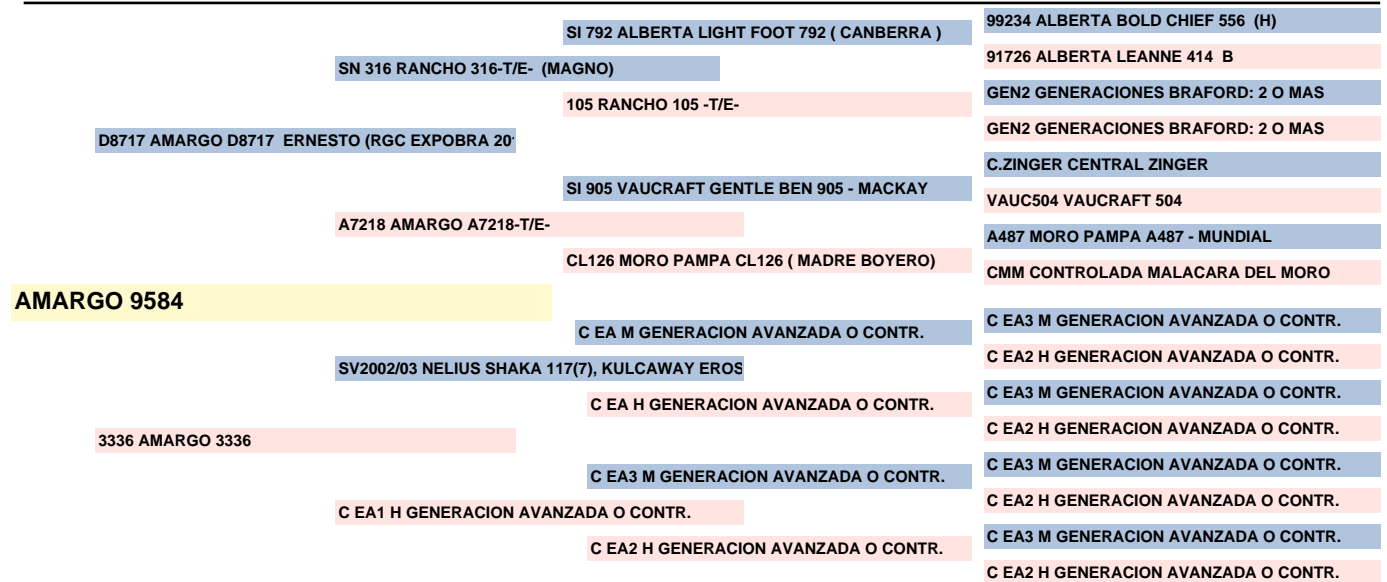 99234 ALBERTA BOLD CHIEF 556  (H)
SI 792 ALBERTA LIGHT FOOT 792 ( CANBERRA )
91726 ALBERTA LEANNE 414  B
SN 316 RANCHO 316-T/E-  (MAGNO)
GEN2 GENERACIONES BRAFORD: 2 O MAS
105 RANCHO 105 -T/E-
GEN2 GENERACIONES BRAFORD: 2 O MAS
D8717 AMARGO D8717  ERNESTO (RGC EXPOBRA 20
C.ZINGER CENTRAL ZINGER
SI 905 VAUCRAFT GENTLE BEN 905 - MACKAY
VAUC504 VAUCRAFT 504
A7218 AMARGO A7218-T/E-
A487 MORO PAMPA A487 - MUNDIAL
CL126 MORO PAMPA CL126 ( MADRE BOYERO)
CMM CONTROLADA MALACARA DEL MORO
AMARGO 9584
C EA3 M GENERACION AVANZADA O CONTR.
C EA M GENERACION AVANZADA O CONTR.
C EA2 H GENERACION AVANZADA O CONTR.
SV2002/03 NELIUS SHAKA 117(7), KULCAWAY EROS
C EA3 M GENERACION AVANZADA O CONTR.
C EA H GENERACION AVANZADA O CONTR.
C EA2 H GENERACION AVANZADA O CONTR.
3336 AMARGO 3336
C EA3 M GENERACION AVANZADA O CONTR.
C EA3 M GENERACION AVANZADA O CONTR.
C EA2 H GENERACION AVANZADA O CONTR.
C EA1 H GENERACION AVANZADA O CONTR.
C EA3 M GENERACION AVANZADA O CONTR.
C EA2 H GENERACION AVANZADA O CONTR.
C EA2 H GENERACION AVANZADA O CONTR.